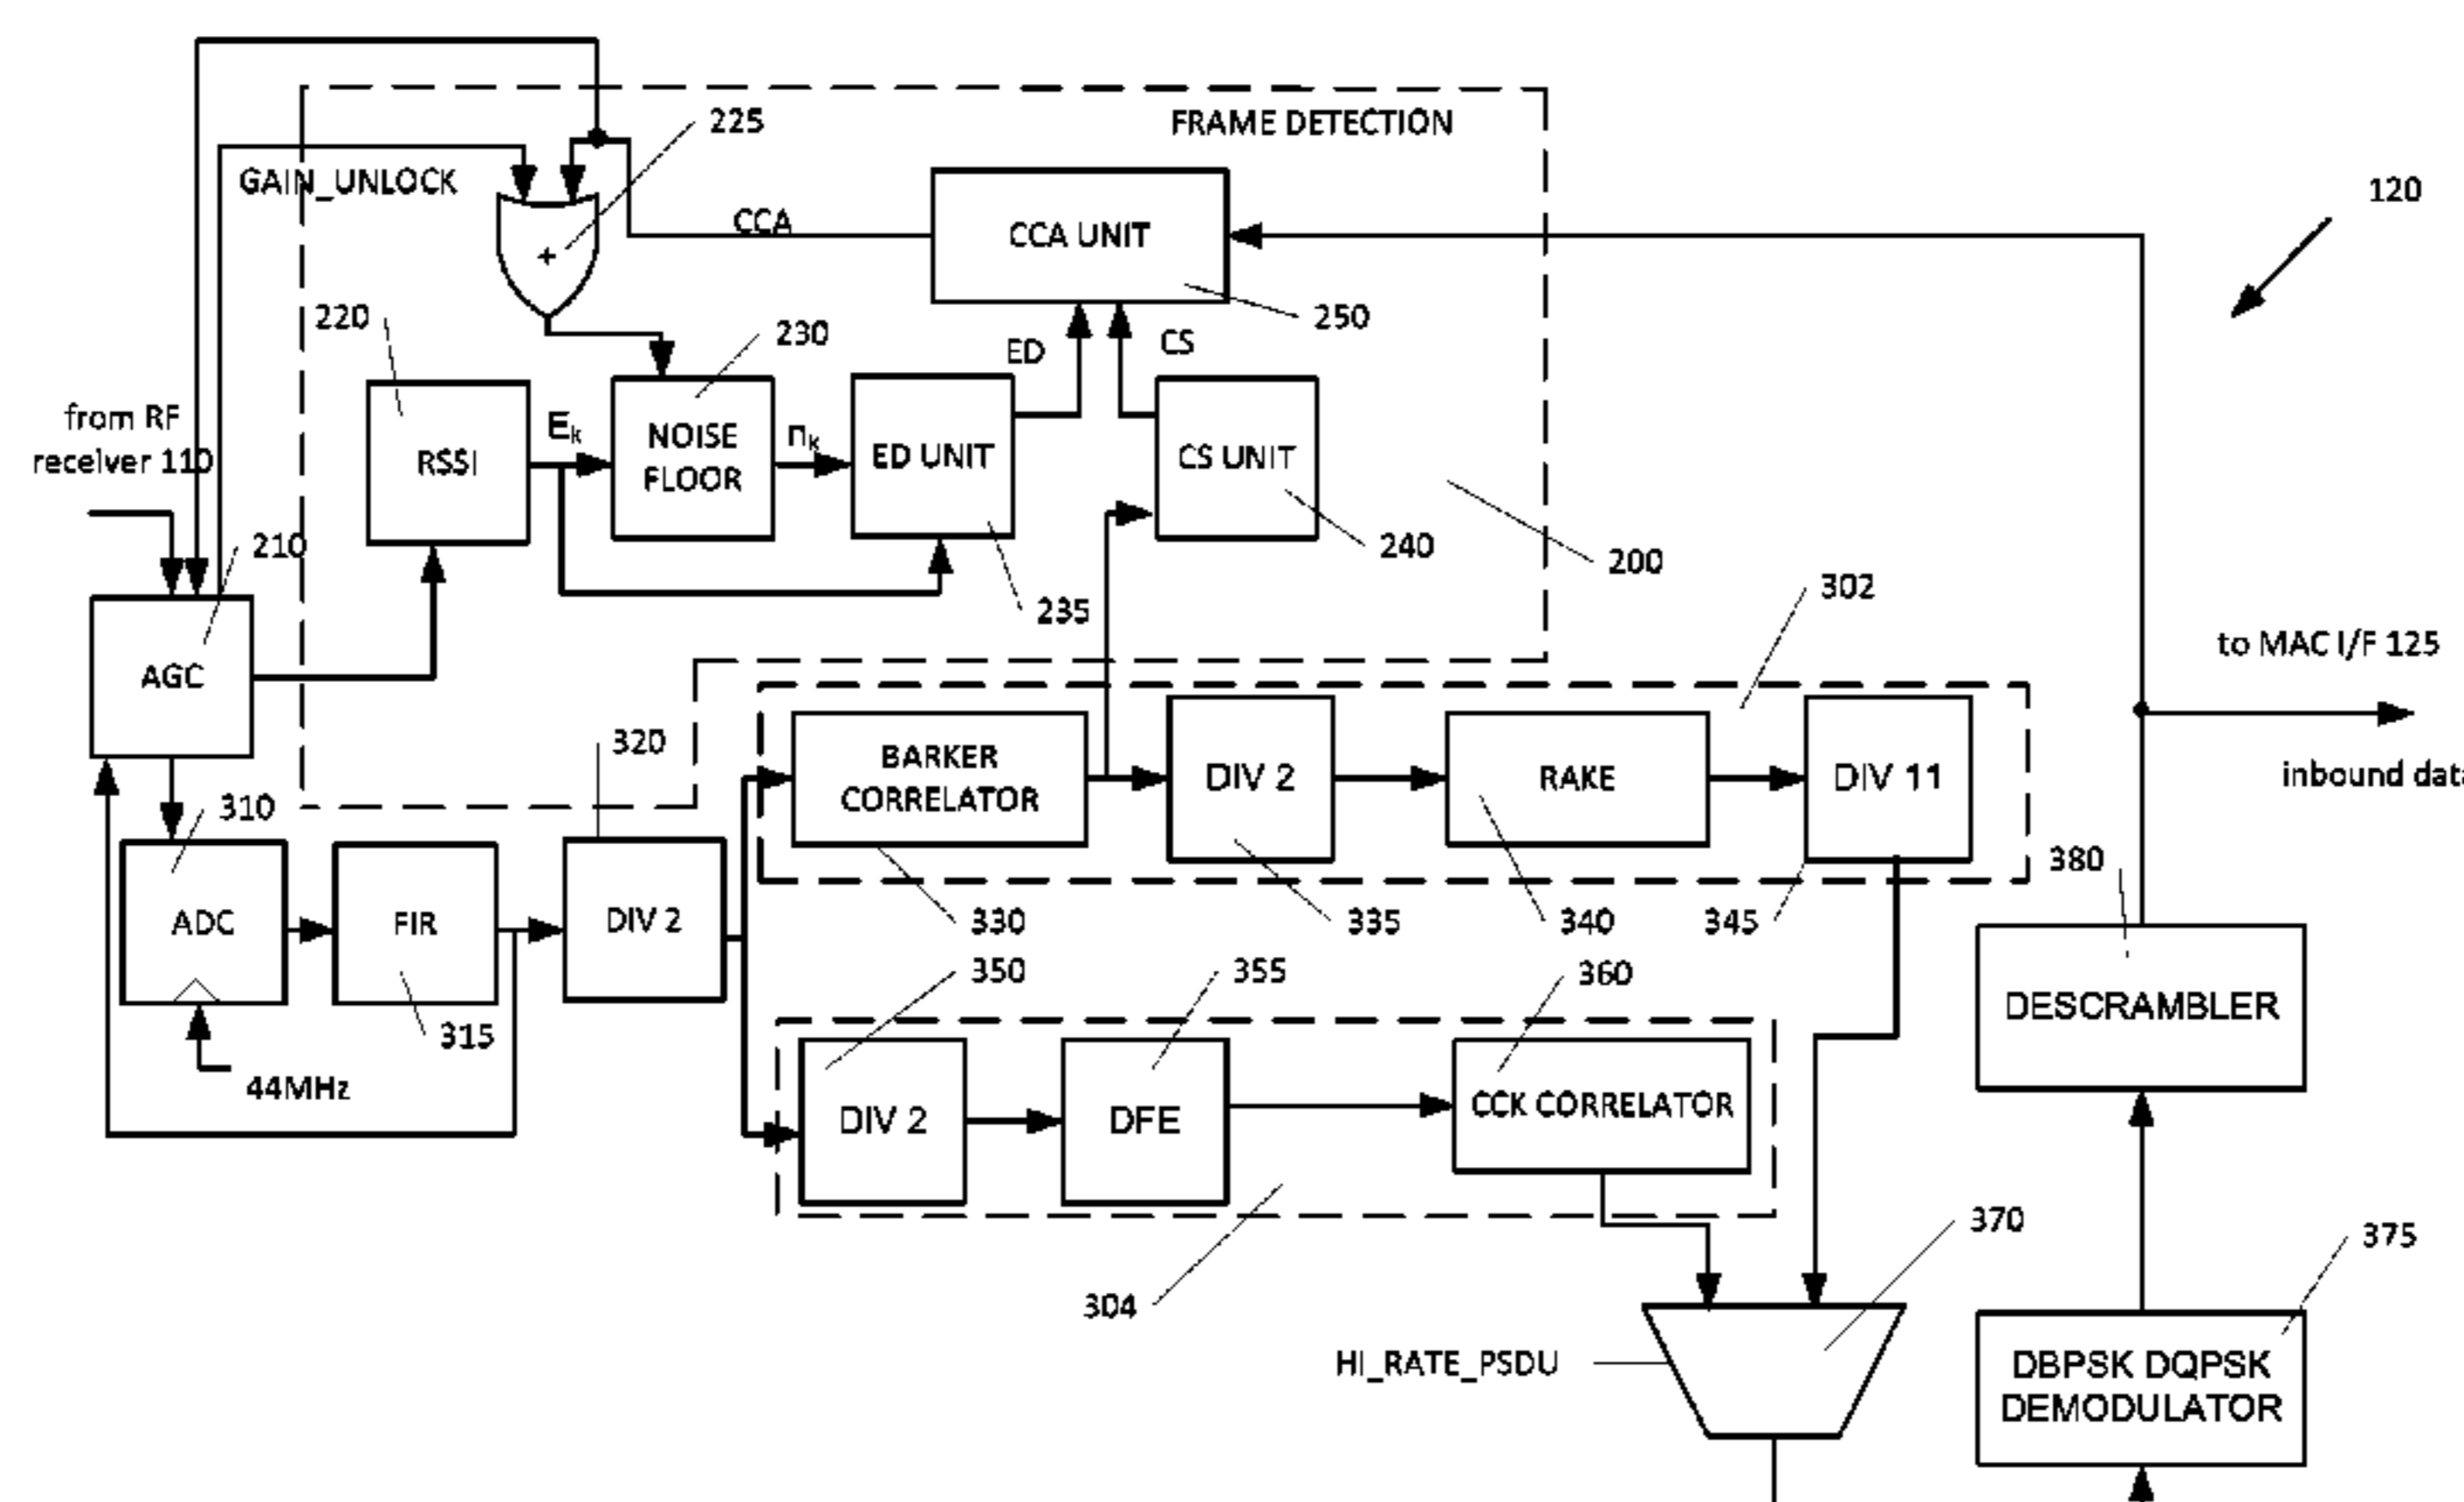 225
FRAME DETECTION
GAIN_UNLOCK
120
CCA
CCA UNIT
+
220
230
250
ED
CS
from RF
receiver 110
Ek
NOISE
FLOOR
nk
RSSI
ED UNIT
CS UNIT
210
240
200
235
302
to MAC I/F 125
AGC
320
BARKER
CORRELATOR
DIV 2
RAKE
DIV 11
inbound data
310
380
ADC
FIR
DIV 2
330
335
340
345
350
355
360
315
DESCRAMBLER
44MHz
DIV 2
DFE
CCK CORRELATOR
370
375
304
HI_RATE_PSDU
DBPSK DQPSK
DEMODULATOR